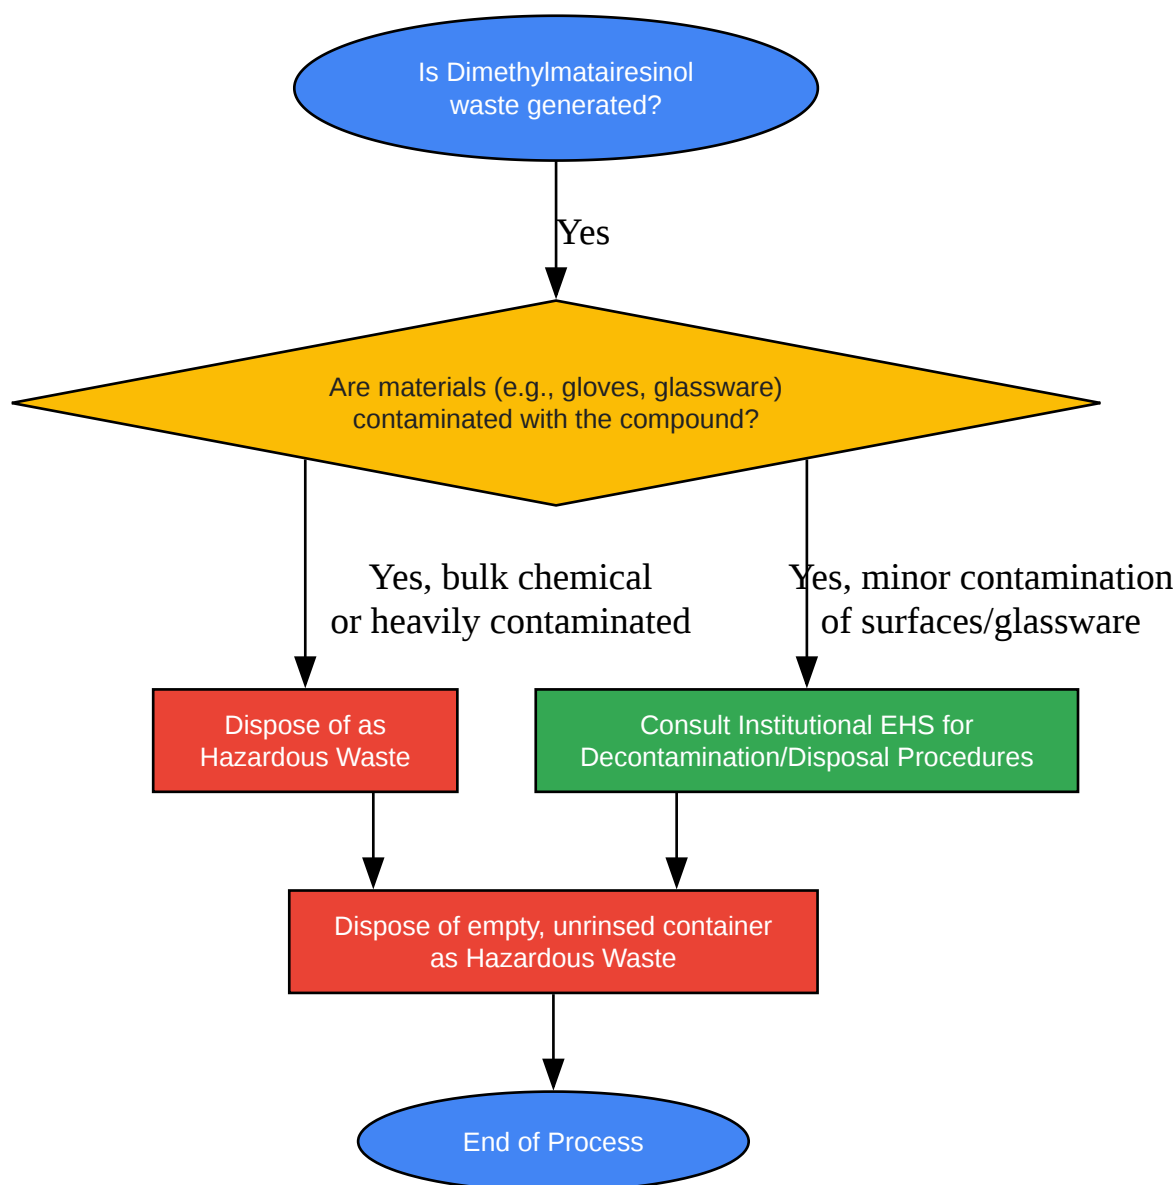 Is Dimethylmatairesinol
waste generated?
Yes
Are materials (e.g., gloves, glassware)
contaminated with the compound?
Yes, bulk chemical
or heavily contaminated
Yes, minor contamination
of surfaces/glassware
Dispose of as
Hazardous Waste
Consult Institutional EHS for
Decontamination/Disposal Procedures
Dispose of empty, unrinsed container
as Hazardous Waste
End of Process